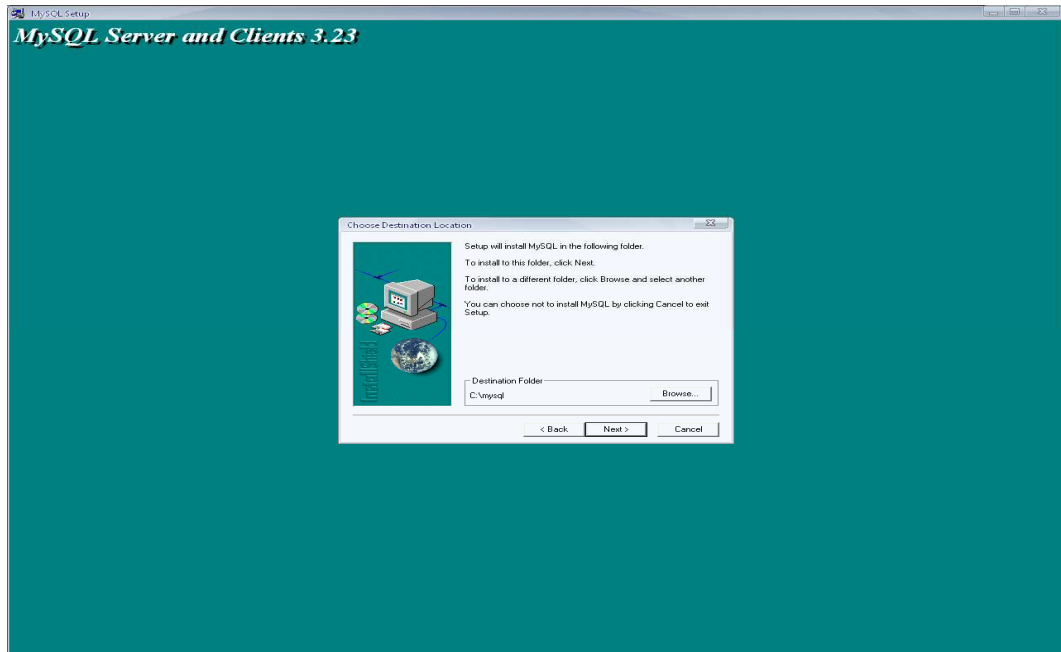 MySQL Setup
MySQL Server and Clients 3.23
Choose Destination Location
Setup will install MySQL in the following folder.
To install to this folder, click Next.
To install to a different folder, click Browse and select another
folder.
You can choose not to install MySQL by clicking Cancel to exit
Setup.
InstallShield
Destination Folder
C:\mysql
Browse...
< Back
Next >
Cancel